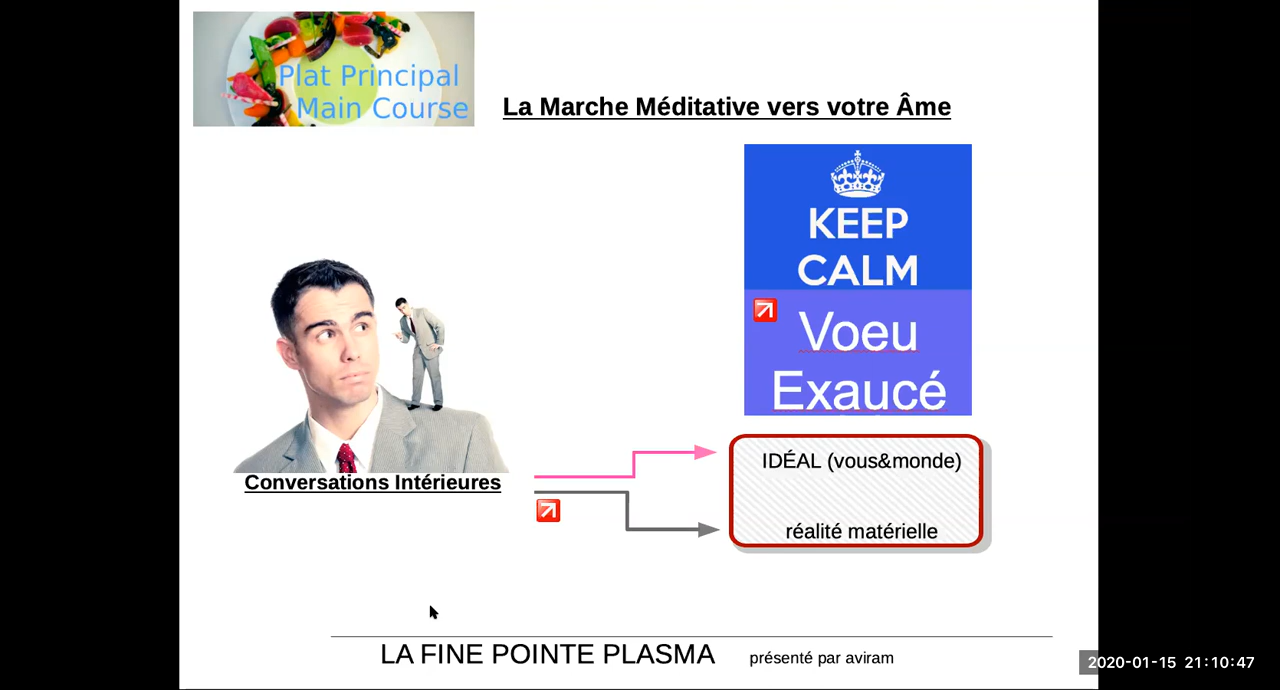 Plat Principal
Main Course
La Marche Méditative vers votre Âme
KEEP
CALM
Voeu
Exaucé
Conversations Intérieures
IDÉAL (vous&monde)
réalité matérielle
LA FINE POINTE PLASMA
présenté par aviram
2020-01-15 21:10:47